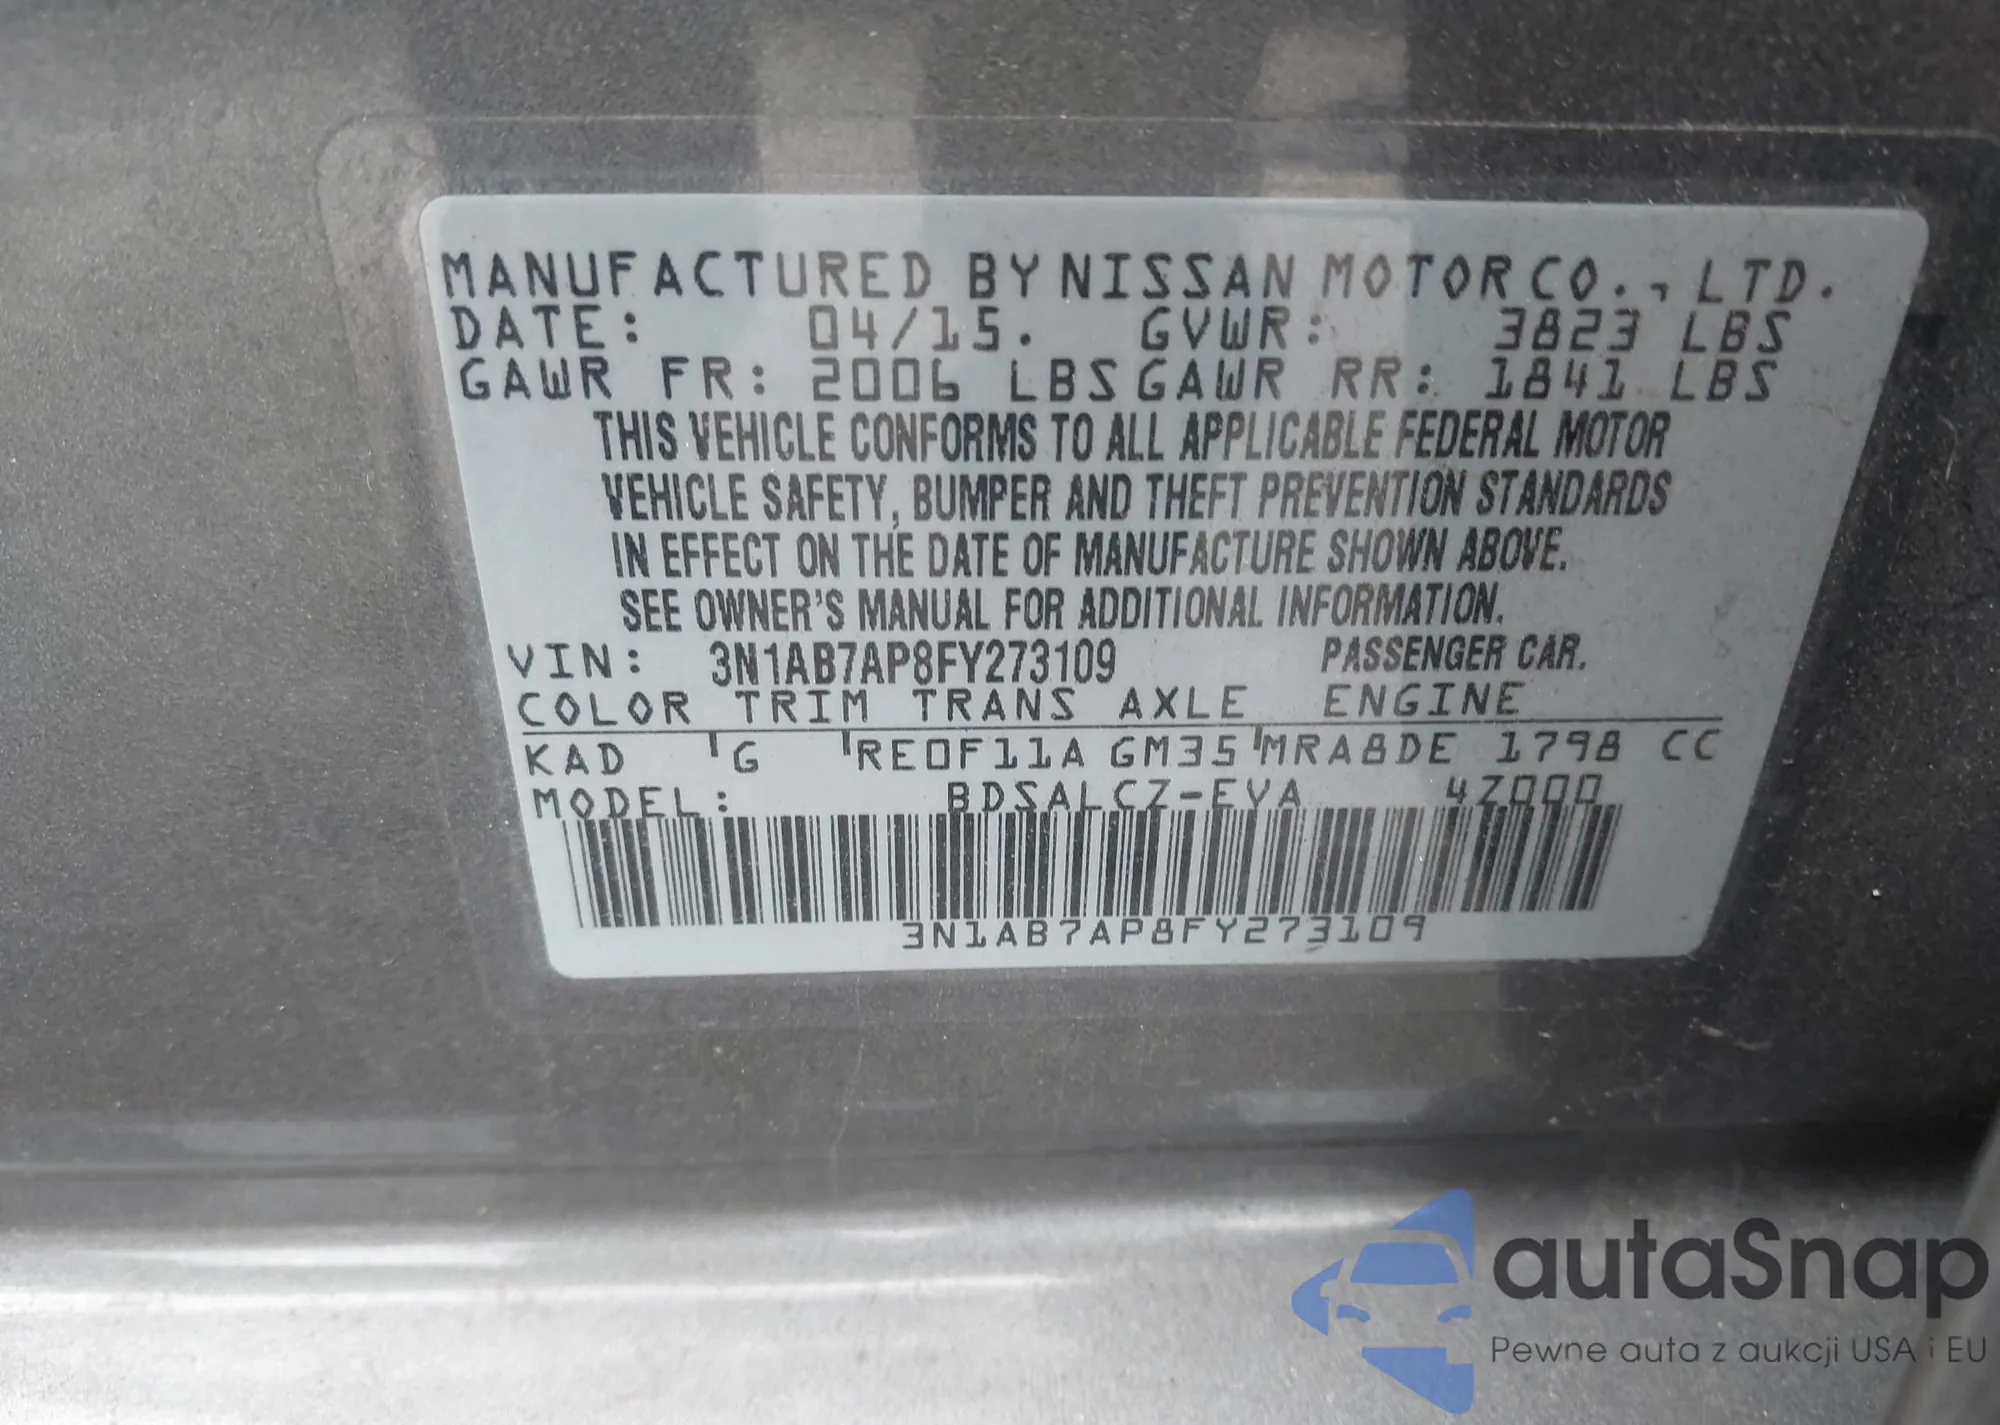 MANUFACTURED BY NISSAN MOTOR CO., LTD.
DATE: 04/15. GVWR: 3823 LBS
GAWR FR: 2006 LBS GAWR RR: 1841 LBS
THIS VEHICLE CONFORMS TO ALL APPLICABLE FEDERAL MOTOR
VEHICLE SAFETY, BUMPER AND THEFT PREVENTION STANDARDS
IN EFFECT ON THE DATE OF MANUFACTURE SHOWN ABOVE.
SEE OWNER'S MANUAL FOR ADDITIONAL INFORMATION.
VIN: 3N1AB7AP8FY273109 PASSENGER CAR.
COLOR TRIM TRANS AXLE ENGINE
KAD G RE0F11A GM35 MRA8DE 1798 CC
MODEL: BDSALCZ-EVA 4Z000
3N1AB7AP8FY273109
autaSnap
Pewne auta z aukcji USA i EU